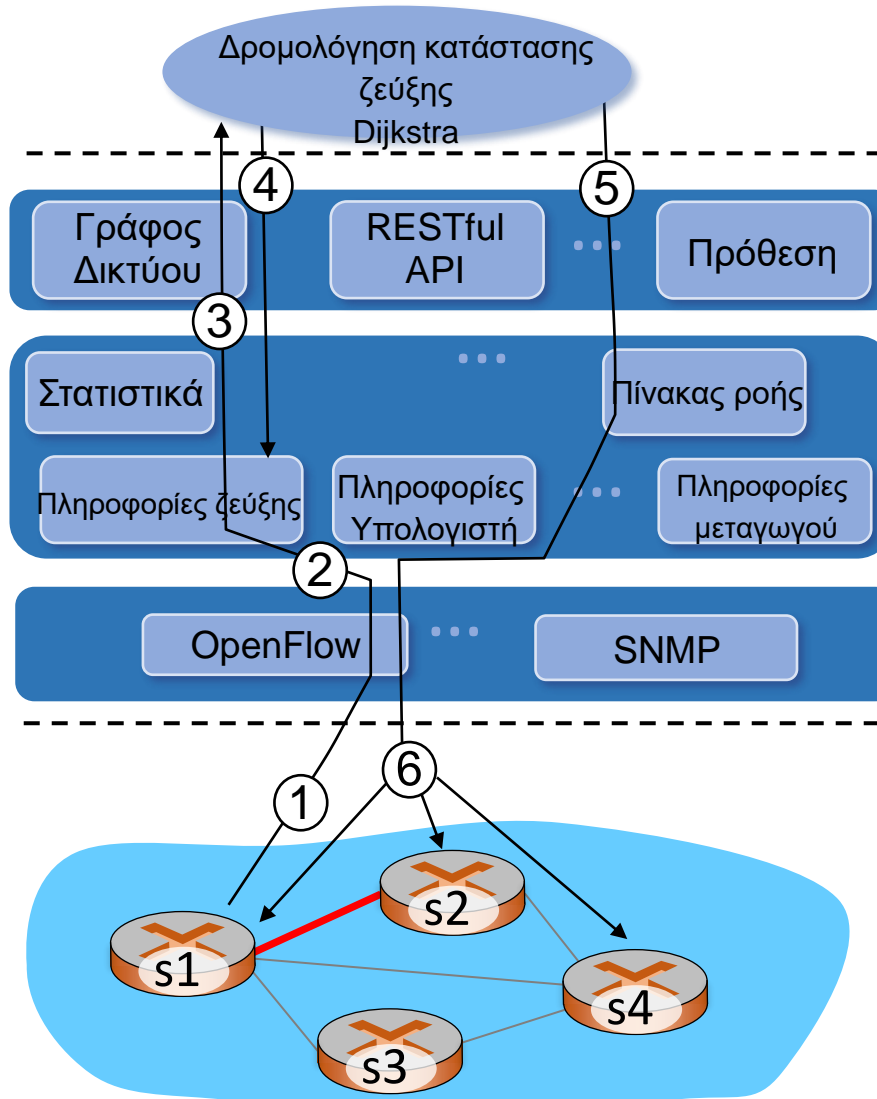 Δρομολόγηση κατάστασης
ζεύξης
Dijkstra
4
5
Γράφος
Δικτύου
RESTful
API
...
Πρόθεση
3
...
Στατιστικά
Πίνακας ροής
Πληροφορίες ζεύξης
Πληροφορίες
Υπολογιστή
...
Πληροφορίες
μεταγωγού
2
OpenFlow
...
SNMP
1
6
s2
s1
s4
s3